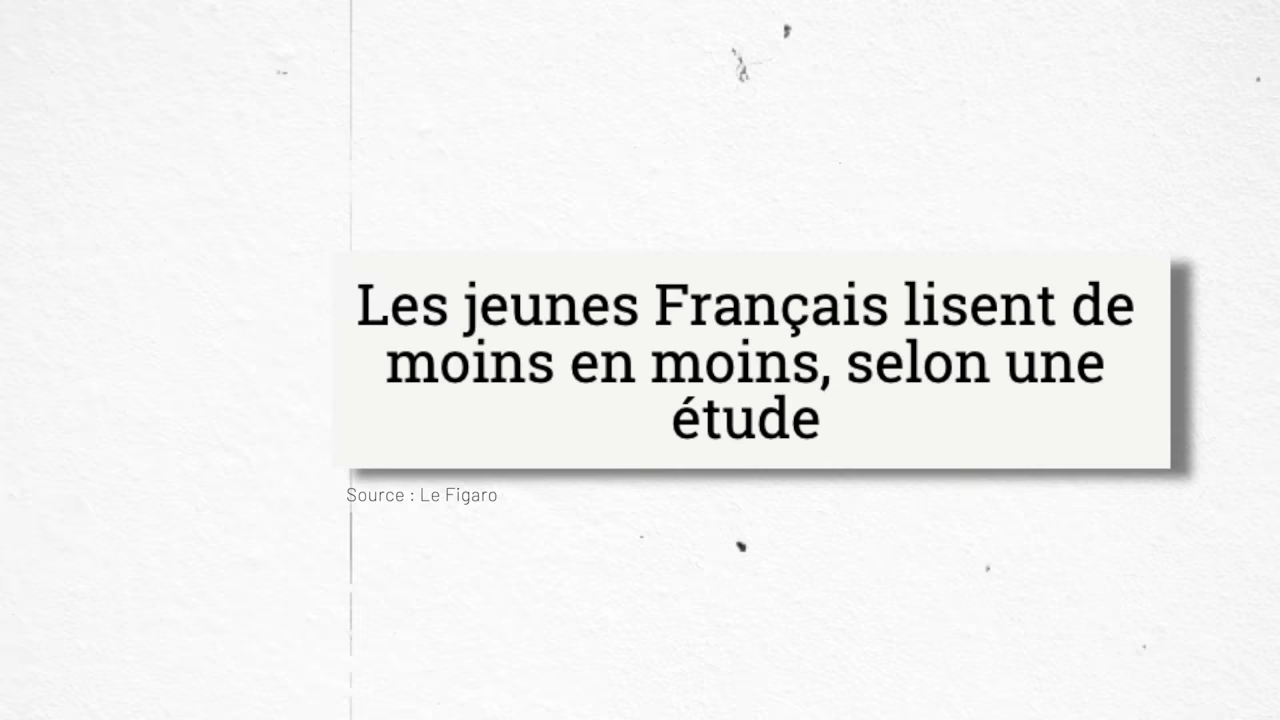 Les jeunes Français lisent de
moins en moins, selon une
étude
Source : Le Figaro